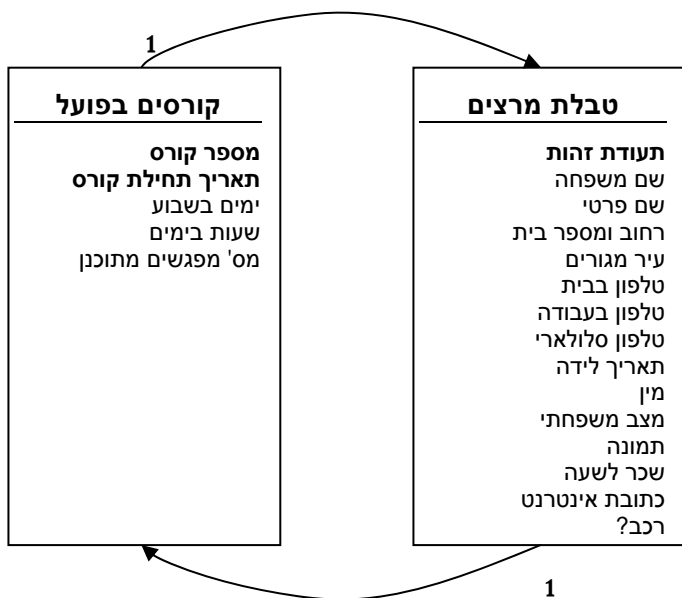 1
טבלת מרצים
תעודת זהות
שם משפחה
שם פרטי
רחוב ומספר בית
עיר מגורים
טלפון בבית
טלפון בעבודה
טלפון סלולארי
תאריך לידה
מין
מצב משפחתי
תמונה
שכר לשעה
כתובת אינטרנט
רכב?
קורסים בפועל
מספר קורס
תאריך תחילת קורס
ימים בשבוע
שעות בימים
מס' מפגשים מתוכנן
1